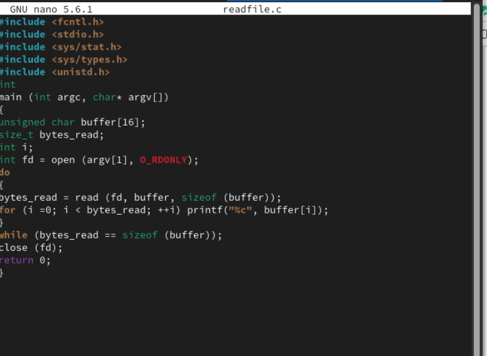 GNU nano 5.6.1 readfile.c
#include <fcntl.h>
#include <stdio.h>
#include <sys/stat.h>
#include <sys/types.h>
#include <unistd.h>
int
main (int argc, char* argv[])
{
unsigned char buffer[16];
size_t bytes_read;
int i;
int fd = open (argv[1], O_RDONLY);
do
{
bytes_read = read (fd, buffer, sizeof (buffer));
for (i =0; i < bytes_read; ++i) printf("%c", buffer[i]);
}
while (bytes_read == sizeof (buffer));
close (fd);
return 0;
}